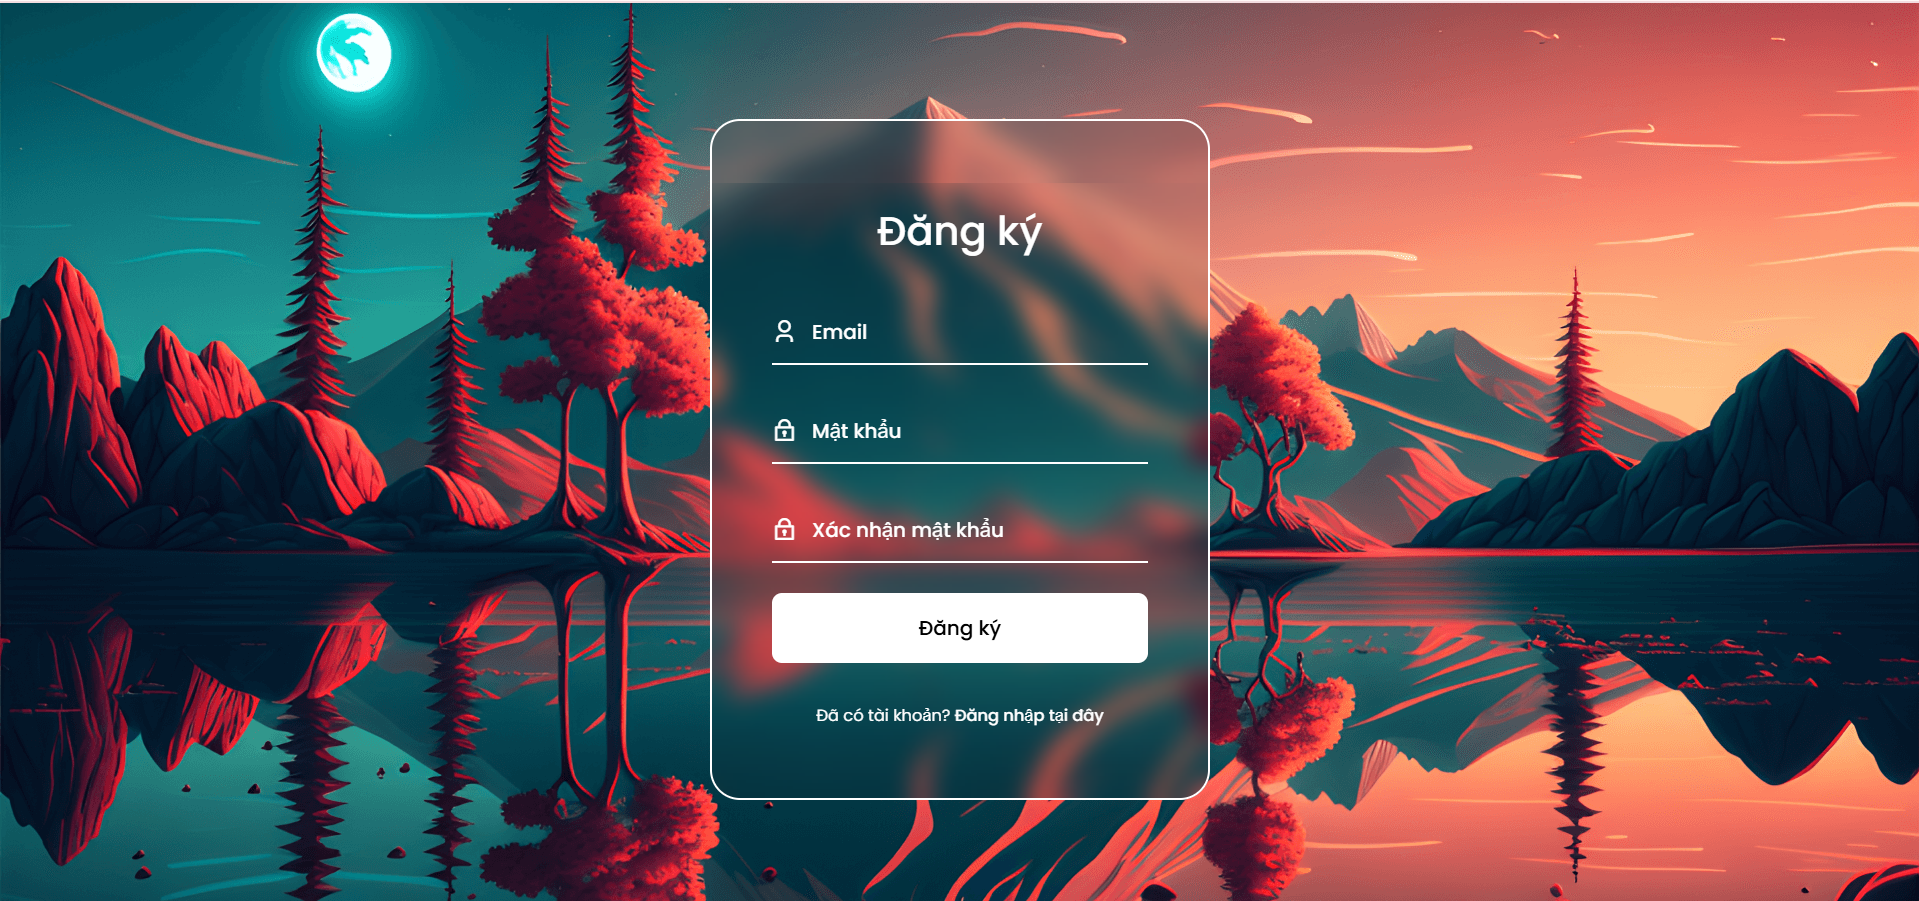 Đăng ký
Email
Mật khẩu
Xác nhận mật khẩu
Đăng ký
Đã có tài khoản? Đăng nhập tại đây